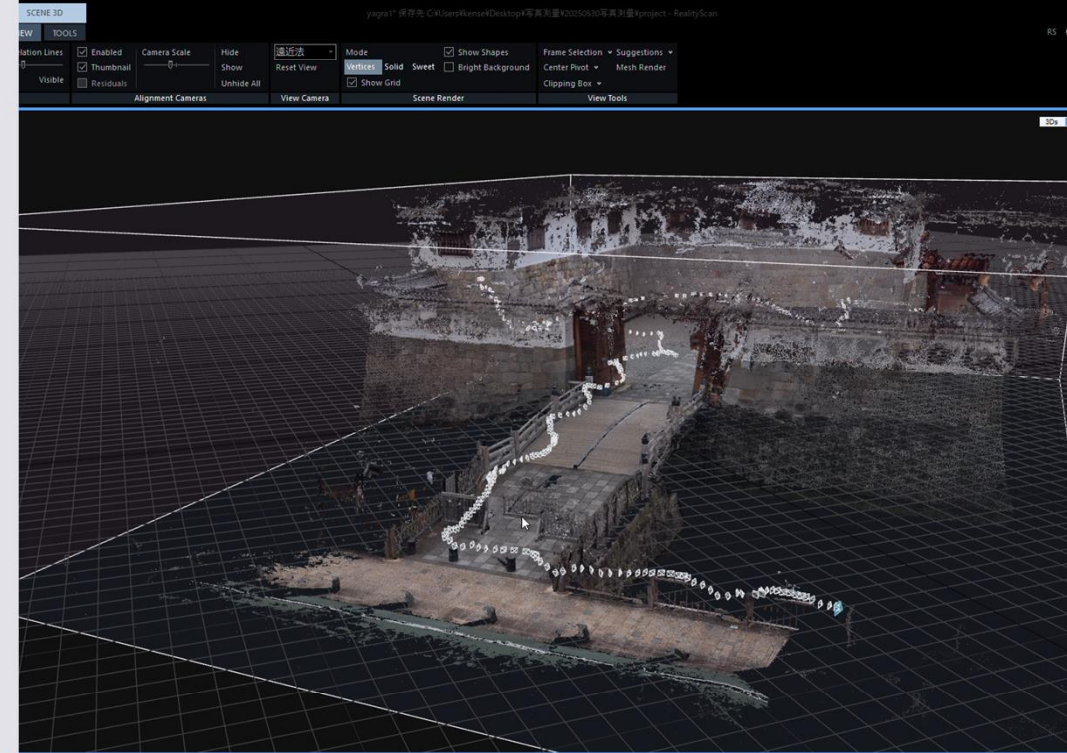 SCENE 3D
yagra1* 保存先 C:¥Users¥kense¥Desktop¥写真測量¥20250530写真測量¥project - RealityScan
EW TOOLS
RS
elation Lines Enabled Camera Scale Hide 遠近法 Mode Show Shapes Frame Selection Suggestions
Thumbnail Show Reset View Vertices Solid Sweet Bright Background Center Pivot Mesh Render
Visible Residuals Unhide All Show Grid Clipping Box
Alignment Cameras View Camera Scene Render View Tools
3Ds